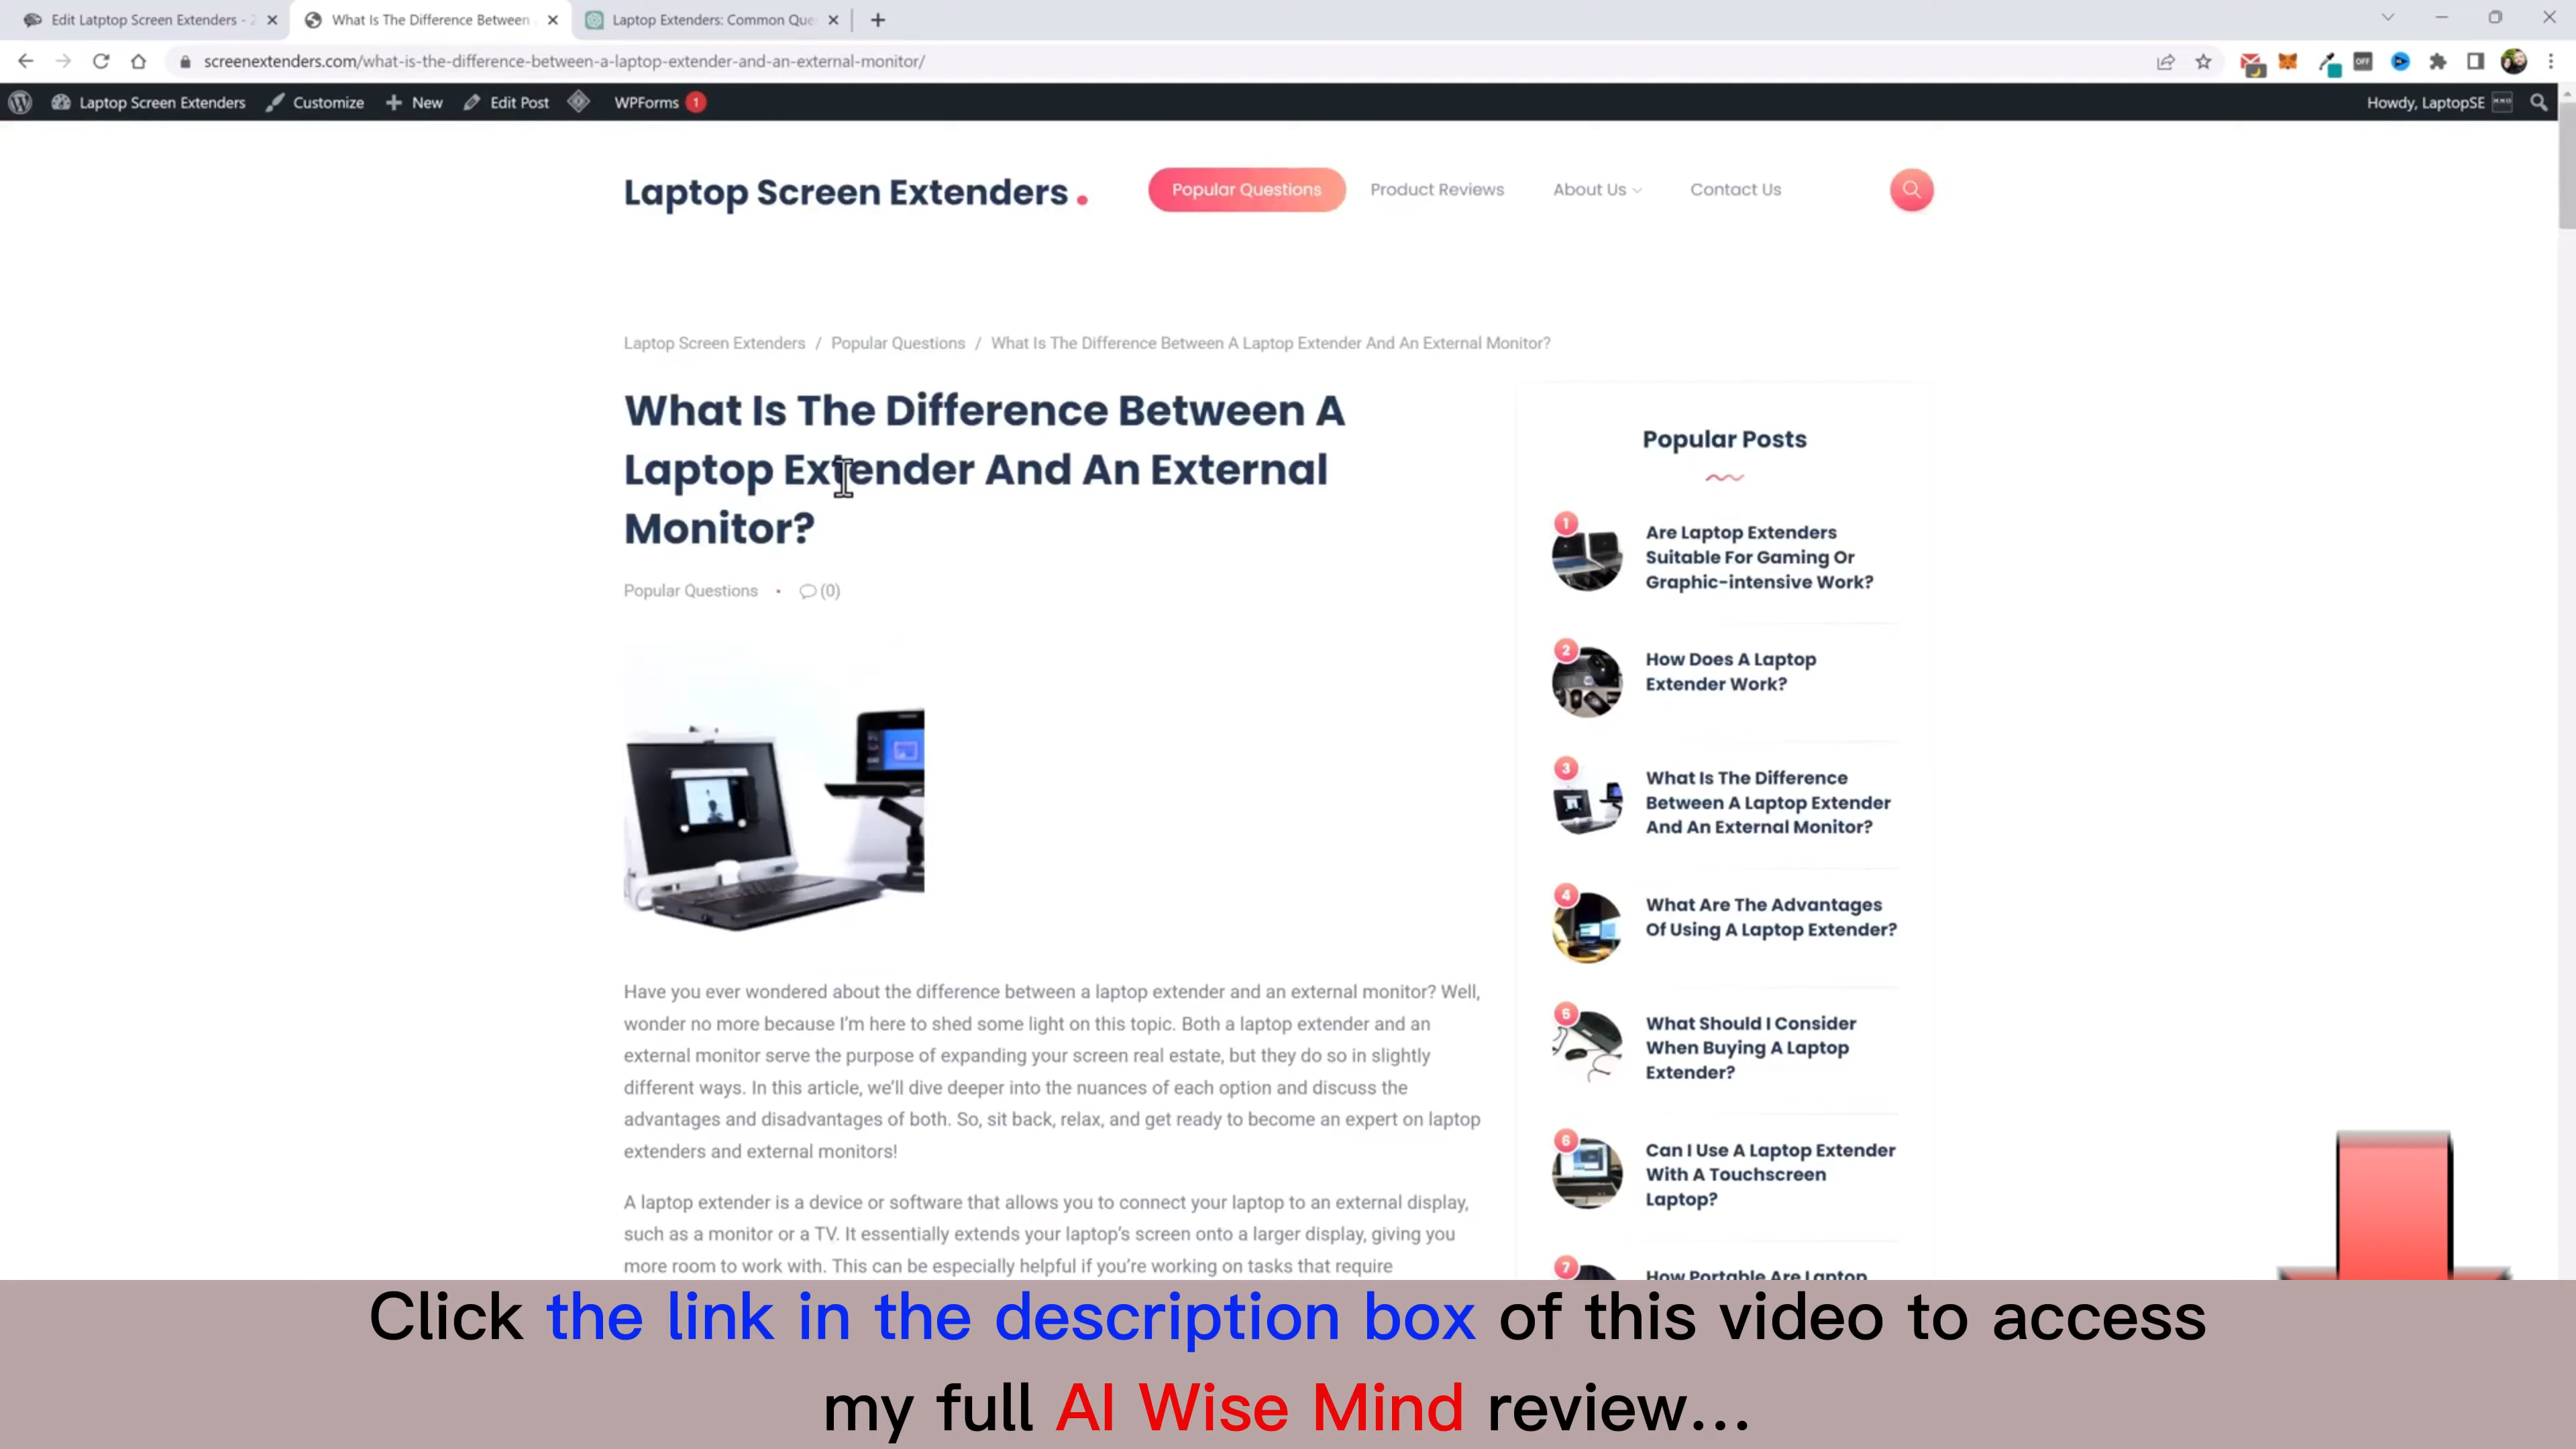 Edit Latptop Screen Extenders - 2
What Is The Difference Between
Laptop Extenders: Common Que
screenextenders.com/what-is-the-difference-between-a-laptop-extender-and-an-external-monitor/
OFF
Laptop Screen Extenders
Customize
New
Edit Post
WPForms 1
Howdy, LaptopSE
Laptop Screen Extenders.
Popular Questions
Product Reviews
About Us
Contact Us
Laptop Screen Extenders / Popular Questions / What Is The Difference Between A Laptop Extender And An External Monitor?
What Is The Difference Between A
Laptop Extender And An External
Monitor?
Popular Questions • (0)
Have you ever wondered about the difference between a laptop extender and an external monitor? Well,
wonder no more because I'm here to shed some light on this topic. Both a laptop extender and an
external monitor serve the purpose of expanding your screen real estate, but they do so in slightly
different ways. In this article, we'll dive deeper into the nuances of each option and discuss the
advantages and disadvantages of both. So, sit back, relax, and get ready to become an expert on laptop
extenders and external monitors!
A laptop extender is a device or software that allows you to connect your laptop to an external display,
such as a monitor or a TV. It essentially extends your laptop's screen onto a larger display, giving you
more room to work with. This can be especially helpful if you're working on tasks that require
Popular Posts
1
Are Laptop Extenders
Suitable For Gaming Or
Graphic-intensive Work?
2
How Does A Laptop
Extender Work?
3
What Is The Difference
Between A Laptop Extender
And An External Monitor?
4
What Are The Advantages
Of Using A Laptop Extender?
5
What Should I Consider
When Buying A Laptop
Extender?
6
Can I Use A Laptop Extender
With A Touchscreen
Laptop?
7
How Portable Are Laptop
Click the link in the description box of this video to access
my full AI Wise Mind review...